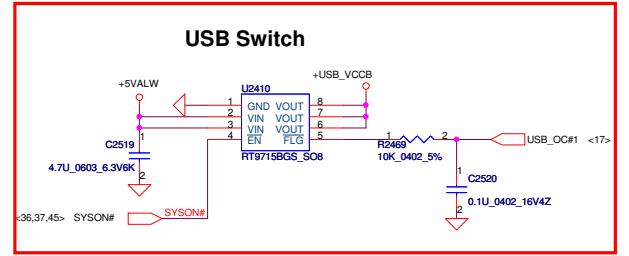 USB Switch
+5VALW
+USB_VCCB
U2410
1 GND VOUT 8
2 VIN VOUT 7
3 VIN VOUT 6
4 EN FLG 5
RT9715BGS_SO8
1 C2519
4.7U_0603_6.3V6K
2
1 R2469 2
10K_0402_5%
USB_OC#1 <17>
1 C2520
0.1U_0402_16V4Z
2
<36,37,45> SYSON# SYSON#